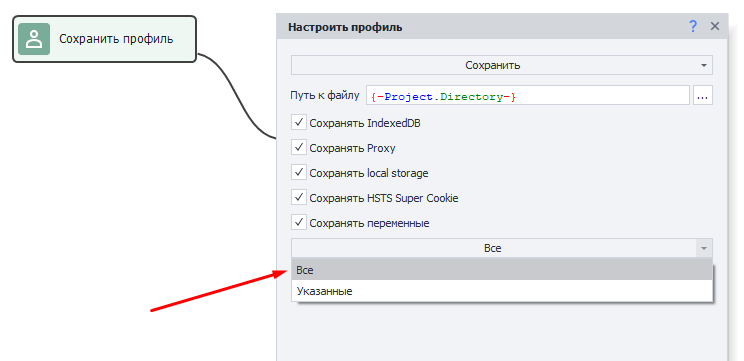 Сохранить профиль
Настроить профиль
?
Сохранить
Путь к файлу {-Project.Directory-} ...
Сохранять IndexedDB
Сохранять Proxy
Сохранять local storage
Сохранять HSTS Super Cookie
Сохранять переменные
Все
Все
Указанные